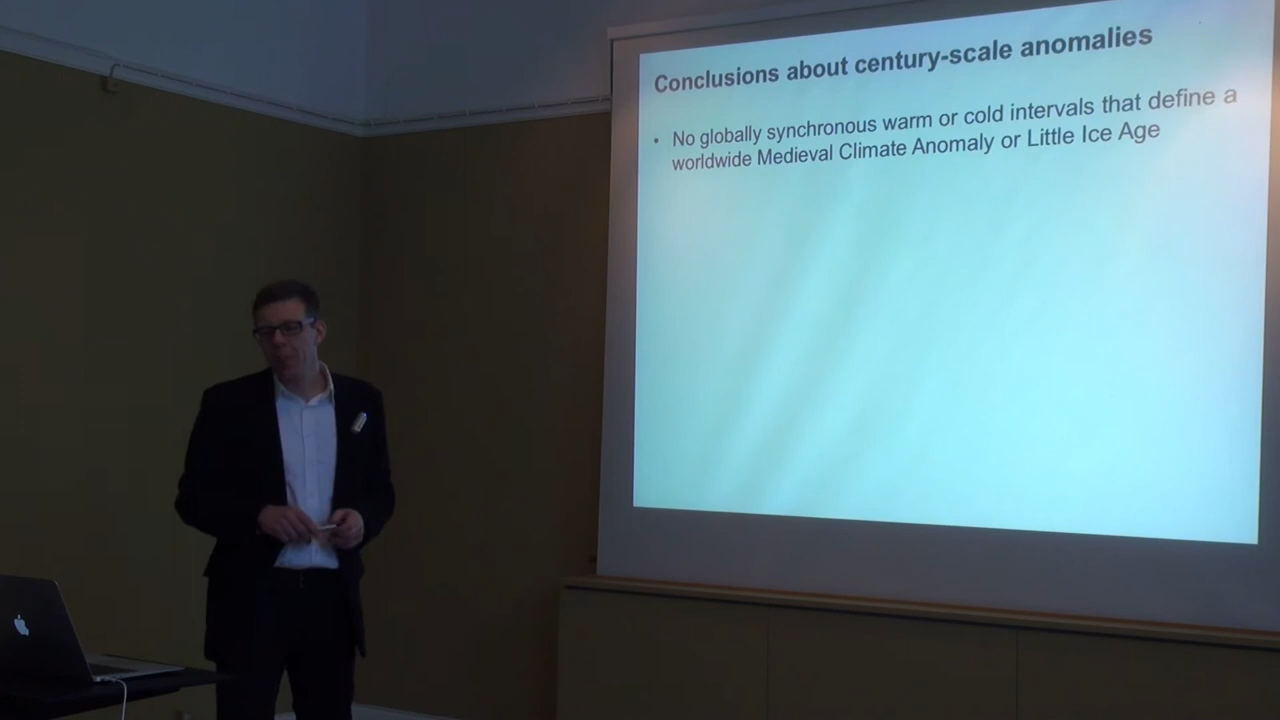 Conclusions about century-scale anomalies
• No globally synchronous warm or cold intervals that define a
worldwide Medieval Climate Anomaly or Little Ice Age